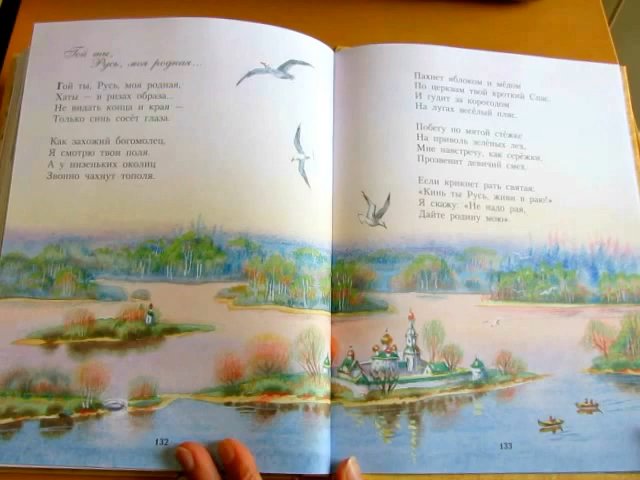 Гой ты,
Русь, моя родная...
Гой ты, Русь, моя родная,
Хаты — в ризах образа...
Не видать конца и края —
Только синь сосёт глаза.
Как захожий богомолец,
Я смотрю твои поля.
А у низеньких околиц
Звонно чахнут тополя.
132
Пахнет яблоком и мёдом
По церквам твой кроткий Спас.
И гудит за корогодом
На лугах весёлый пляс.
Побегу по мятой стёжке
На приволь зелёных лех,
Мне навстречу, как серёжки,
Прозвенит девичий смех.
Если крикнет рать святая:
«Кинь ты Русь, живи в раю!»
Я скажу: «Не надо рая,
Дайте родину мою»
133